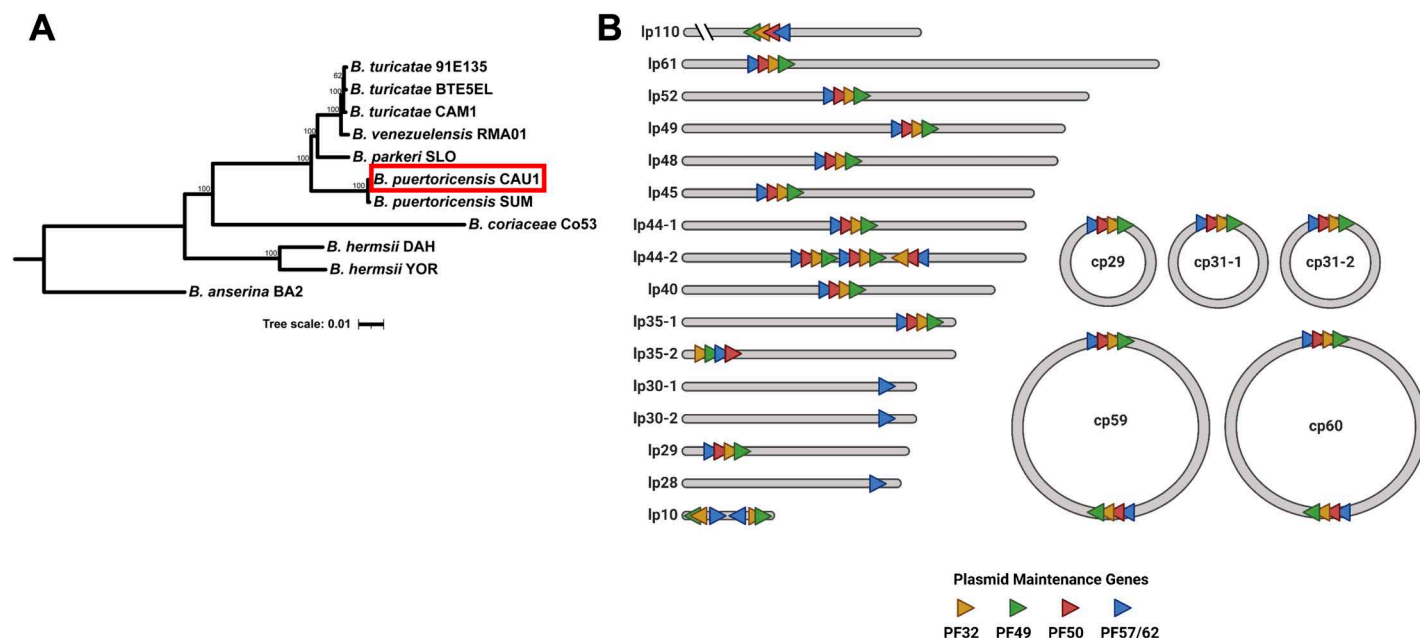 A
B. turicatae 91E135
62
B. turicatae BTE5EL
100
B. turicatae CAM1
100
B. venezuelensis RMA01
100
B. parkeri SLO
100
B. puertoricensis CAU1
100
B. puertoricensis SUM
100
B. coriaceae Co53
B. hermsii DAH
100
B. hermsii YOR
B. anserina BA2
Tree scale: 0.01
B
lp110
lp61
lp52
lp49
lp48
lp45
lp44-1
lp44-2
lp40
lp35-1
lp35-2
lp30-1
lp30-2
lp29
lp28
lp10
cp29
cp31-1
cp31-2
cp59
cp60
Plasmid Maintenance Genes
PF32 PF49 PF50 PF57/62